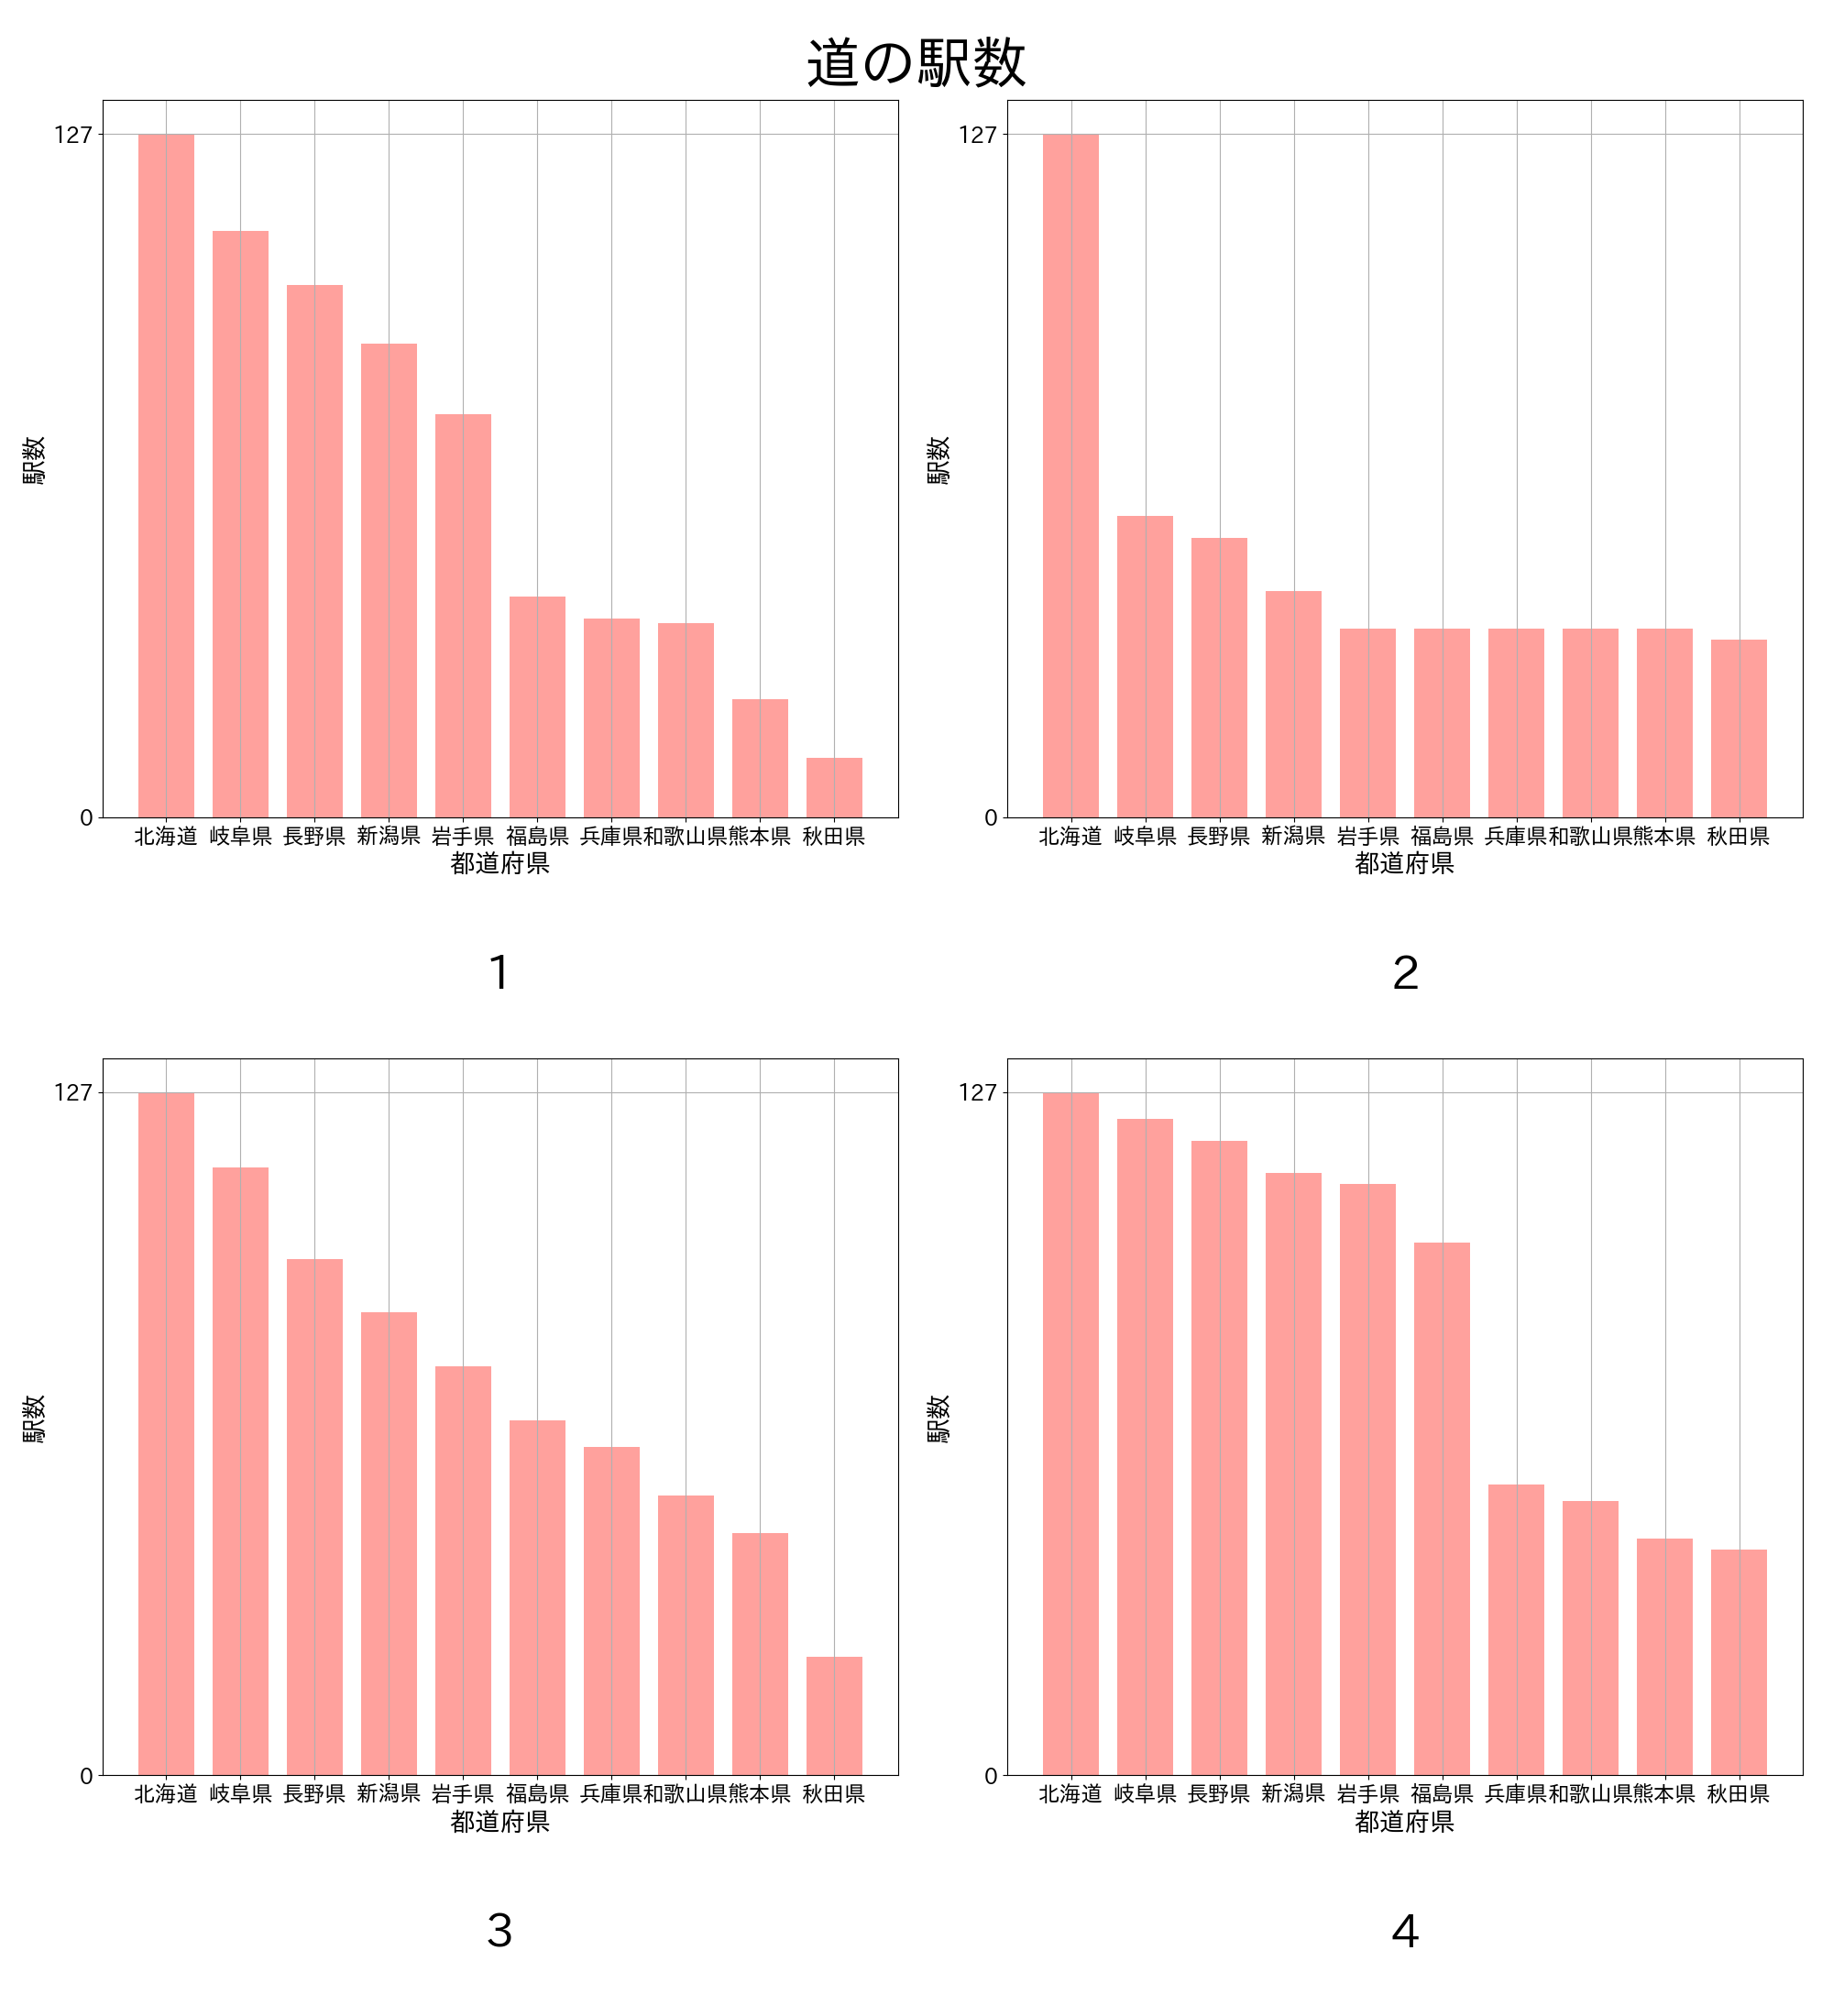 道の駅数
127
駅数
0
北海道 岐阜県 長野県 新潟県 岩手県 福島県 兵庫県 和歌山県 熊本県 秋田県
都道府県
1
127
駅数
0
北海道 岐阜県 長野県 新潟県 岩手県 福島県 兵庫県 和歌山県 熊本県 秋田県
都道府県
2
127
駅数
0
北海道 岐阜県 長野県 新潟県 岩手県 福島県 兵庫県 和歌山県 熊本県 秋田県
都道府県
3
127
駅数
0
北海道 岐阜県 長野県 新潟県 岩手県 福島県 兵庫県 和歌山県 熊本県 秋田県
都道府県
4